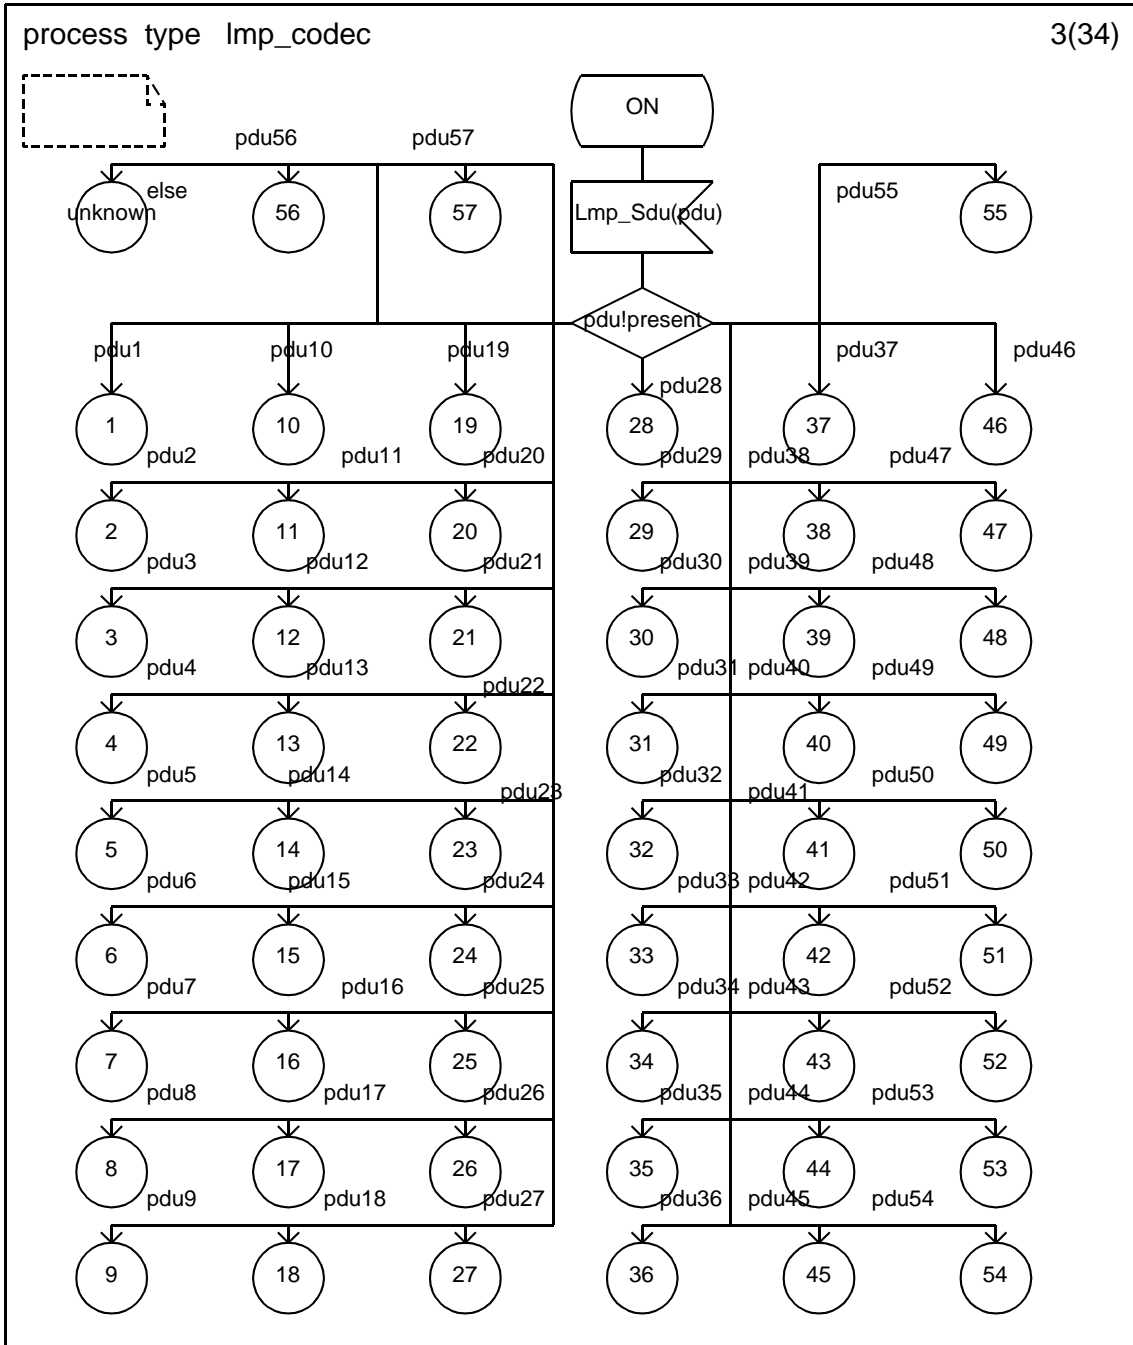 process type lmp_codec 3(34)
ON
pdu56 pdu57
else pdu55
unknown 56 57 Lmp_Sdu(pdu) 55
pdu!present
pdu1 pdu10 pdu19 pdu37 pdu46
pdu28
1 10 19 28 37 46
pdu2 pdu11 pdu20 pdu29 pdu38 pdu47
2 11 20 29 38 47
pdu3 pdu12 pdu21 pdu30 pdu39 pdu48
3 12 21 30 39 48
pdu4 pdu13 pdu31 pdu40 pdu49
pdu22
4 13 22 31 40 49
pdu5 pdu14 pdu32 pdu50
pdu23 pdu41
5 14 23 32 41 50
pdu6 pdu15 pdu24 pdu33 pdu42 pdu51
6 15 24 33 42 51
pdu7 pdu16 pdu25 pdu34 pdu43 pdu52
7 16 25 34 43 52
pdu8 pdu17 pdu26 pdu35 pdu44 pdu53
8 17 26 35 44 53
pdu9 pdu18 pdu27 pdu36 pdu45 pdu54
9 18 27 36 45 54